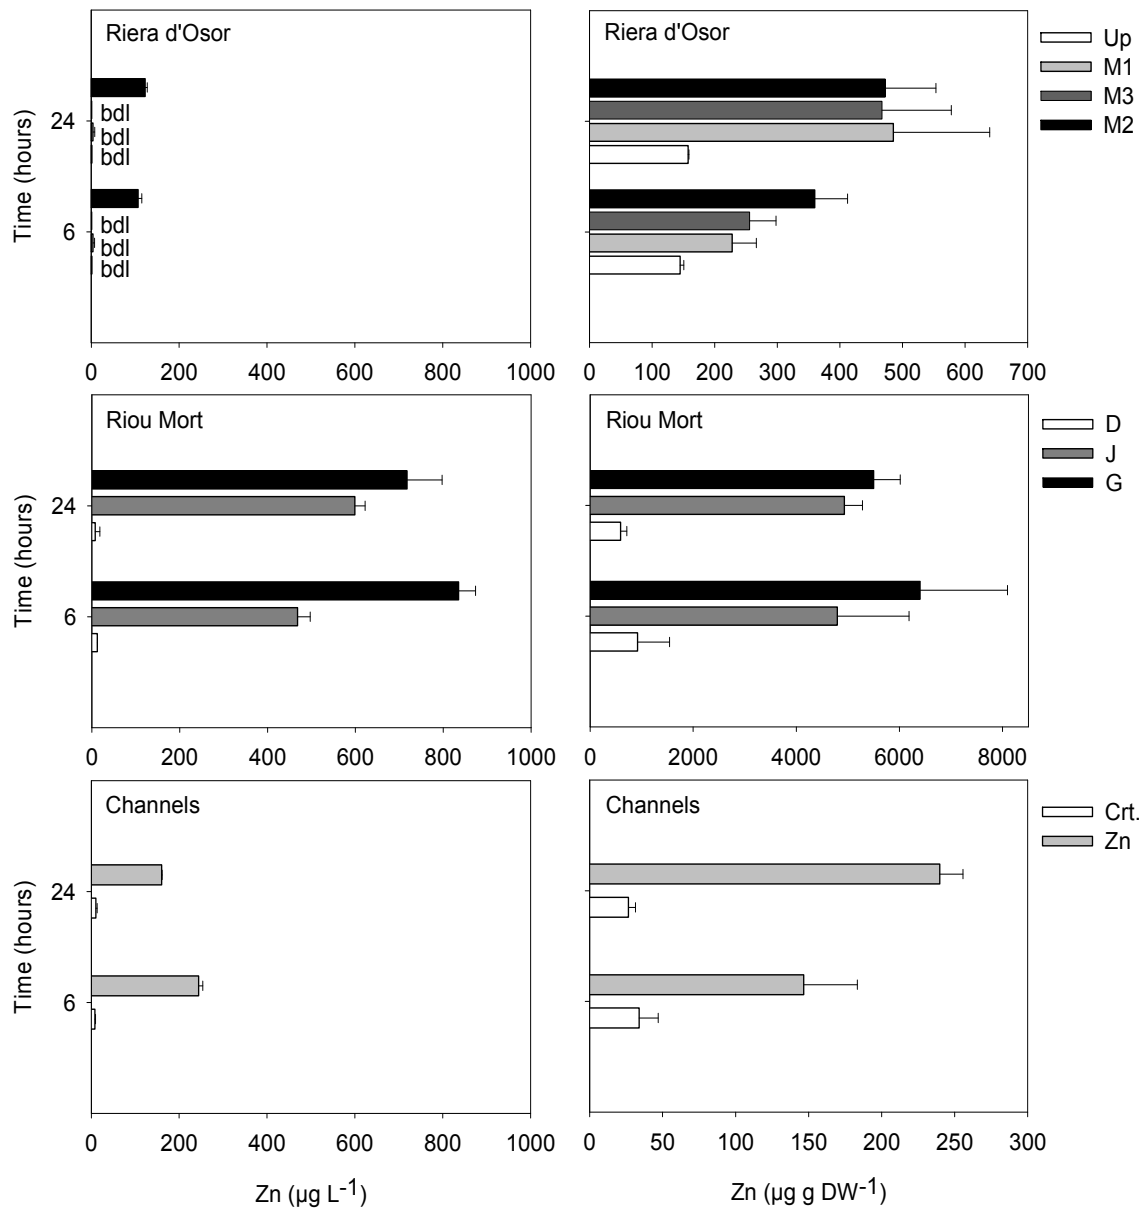 Riera d'Osor
Time (hours)
24
bdl
bdl
bdl
6
bdl
bdl
bdl
0 200 400 600 800 1000
Riera d'Osor
0 100 200 300 400 500 600 700
Up
M1
M3
M2
Riou Mort
Time (hours)
24
6
0 200 400 600 800 1000
Riou Mort
0 2000 4000 6000 8000
D
J
G
Channels
Time (hours)
24
6
0 200 400 600 800 1000
Zn (µg L⁻¹)
Channels
0 50 100 150 200 250 300
Zn (µg g DW⁻¹)
Crt.
Zn